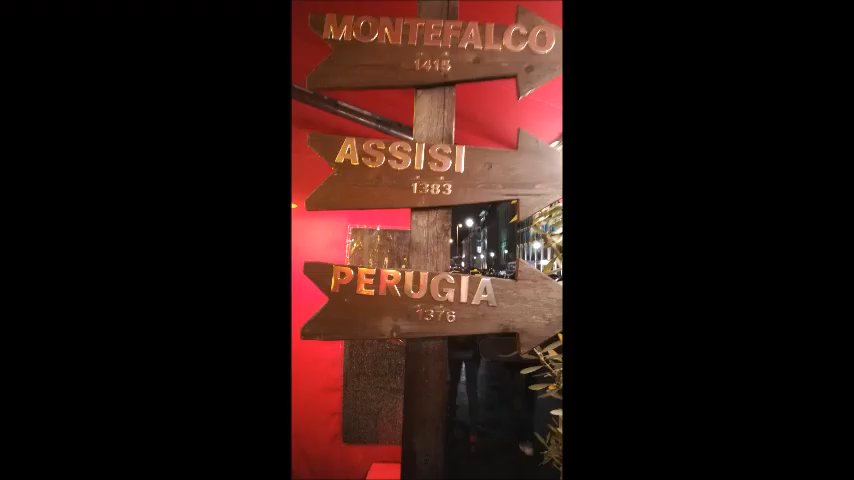 MONTEFALCO
1415
ASSISI
1383
PERUGIA
1376